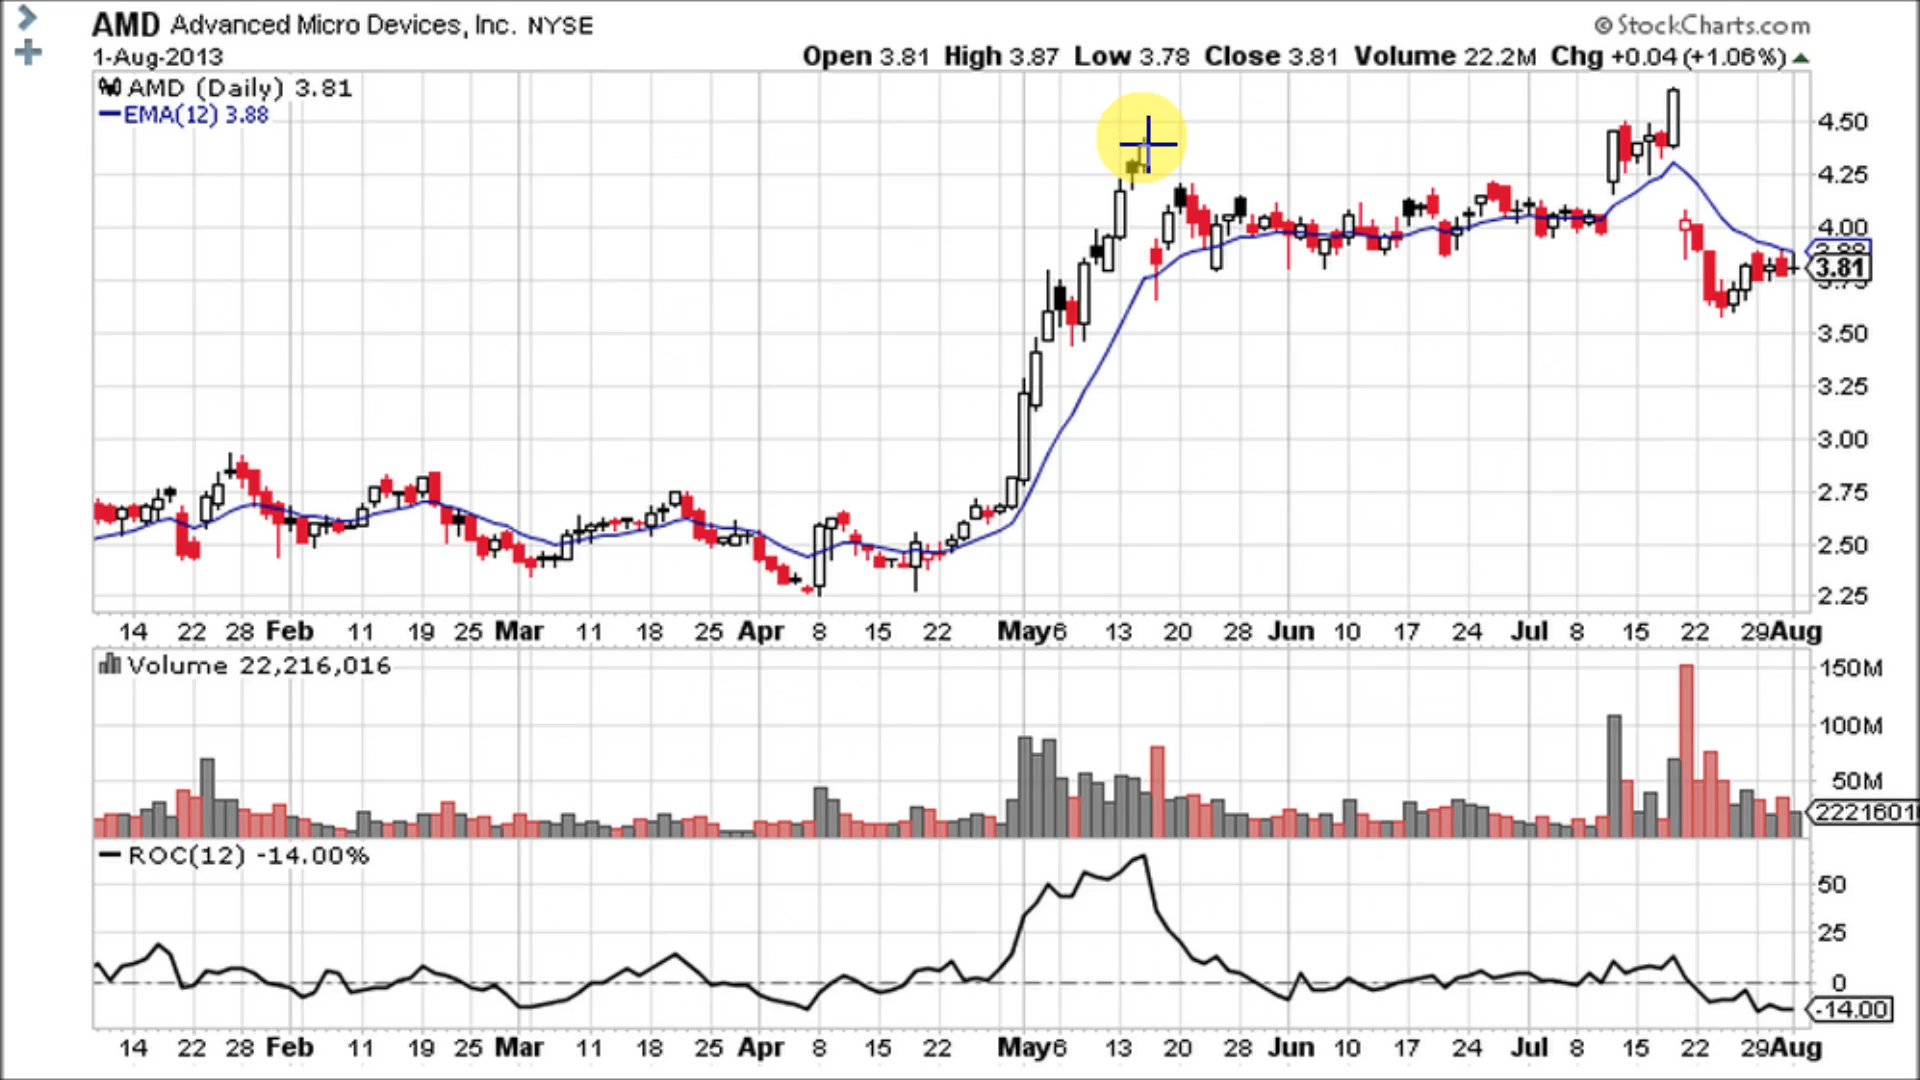 AMD Advanced Micro Devices, Inc. NYSE
© StockCharts.com
1-Aug-2013
Open 3.81 High 3.87 Low 3.78 Close 3.81 Volume 22.2M Chg +0.04 (+1.06%)
AMD (Daily) 3.81
EMA(12) 3.88
4.50
4.25
4.00
3.88
3.81
3.75
3.50
3.25
3.00
2.75
2.50
2.25
14 22 28 Feb 11 19 25 Mar 11 18 25 Apr 8 15 22 May 6 13 20 28 Jun 10 17 24 Jul 8 15 22 29 Aug
Volume 22,216,016
150M
100M
50M
2221601
ROC(12) -14.00%
50
25
0
-14.00
14 22 28 Feb 11 19 25 Mar 11 18 25 Apr 8 15 22 May 6 13 20 28 Jun 10 17 24 Jul 8 15 22 29 Aug